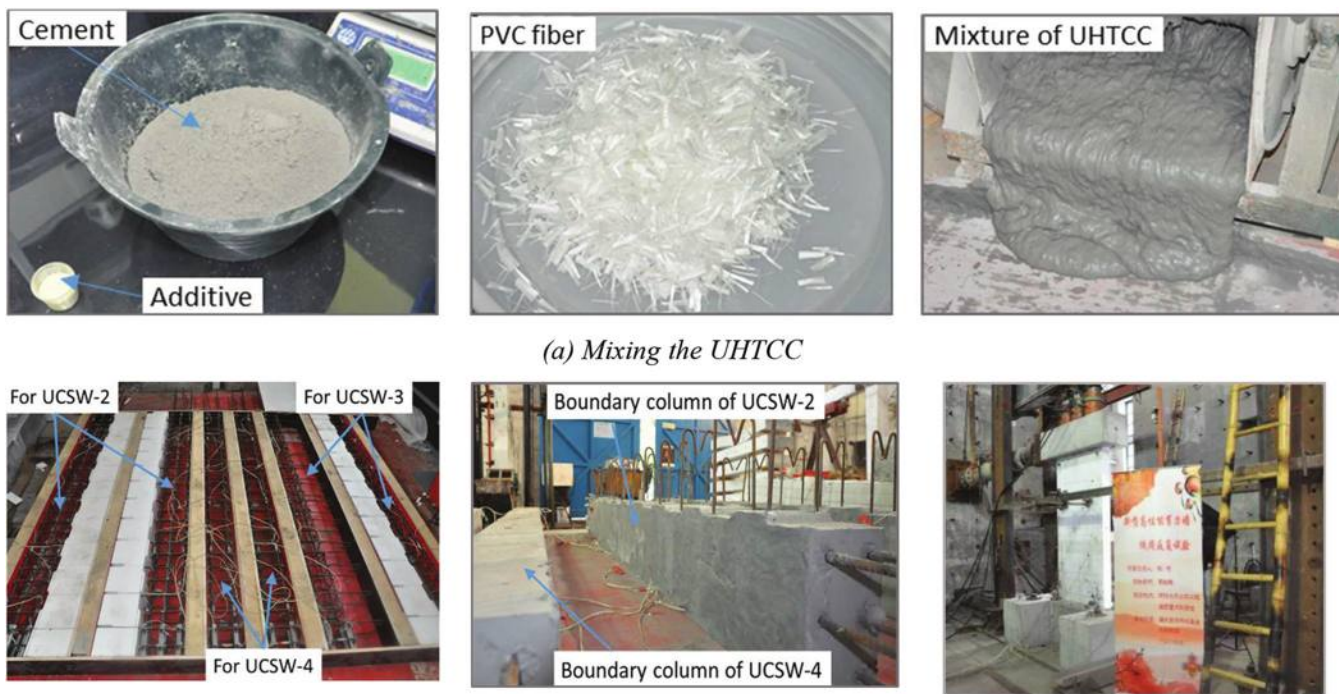 Cement
PVC fiber
Mixture of UHTCC
Additive
(a) Mixing the UHTCC
For UCSW-2
For UCSW-3
Boundary column of UCSW-2
For UCSW-4
Boundary column of UCSW-4